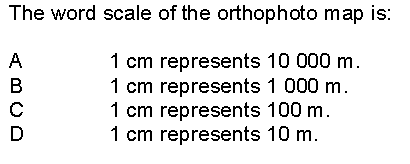 The word scale of the orthophoto map is:
A 1 cm represents 10 000 m.
B 1 cm represents 1 000 m.
C 1 cm represents 100 m.
D 1 cm represents 10 m.